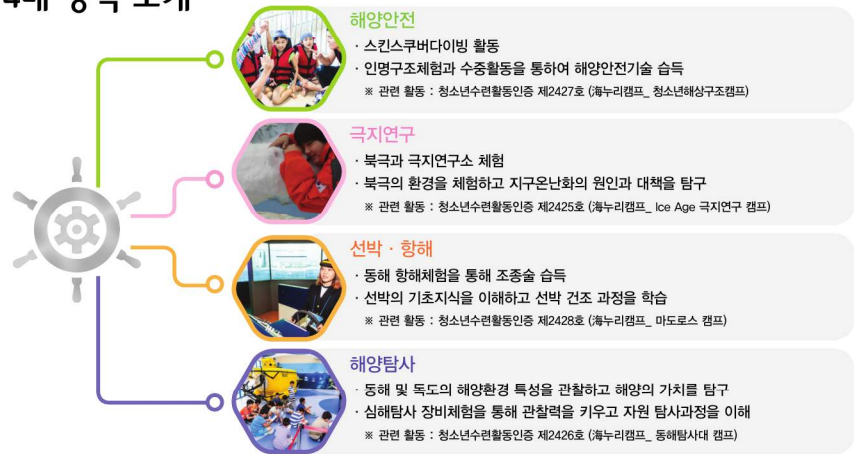 해양안전
· 스킨스쿠버다이빙 활동
· 인명구조체험과 수중활동을 통하여 해양안전기술 습득
※ 관련 활동 : 청소년수련활동인증 제2427호 (海누리캠프_ 청소년해상구조캠프)
극지연구
· 북극과 극지연구소 체험
· 북극의 환경을 체험하고 지구온난화의 원인과 대책을 탐구
※ 관련 활동 : 청소년수련활동인증 제2425호 (海누리캠프_ Ice Age 극지연구 캠프)
선박 · 항해
· 동해 항해체험을 통해 조종술 습득
· 선박의 기초지식을 이해하고 선박 건조 과정을 학습
※ 관련 활동 : 청소년수련활동인증 제2428호 (海누리캠프_ 마도로스 캠프)
해양탐사
· 동해 및 독도의 해양환경 특성을 관찰하고 해양의 가치를 탐구
· 심해탐사 장비체험을 통해 관찰력을 키우고 자원 탐사과정을 이해
※ 관련 활동 : 청소년수련활동인증 제2426호 (海누리캠프_ 동해탐사대 캠프)